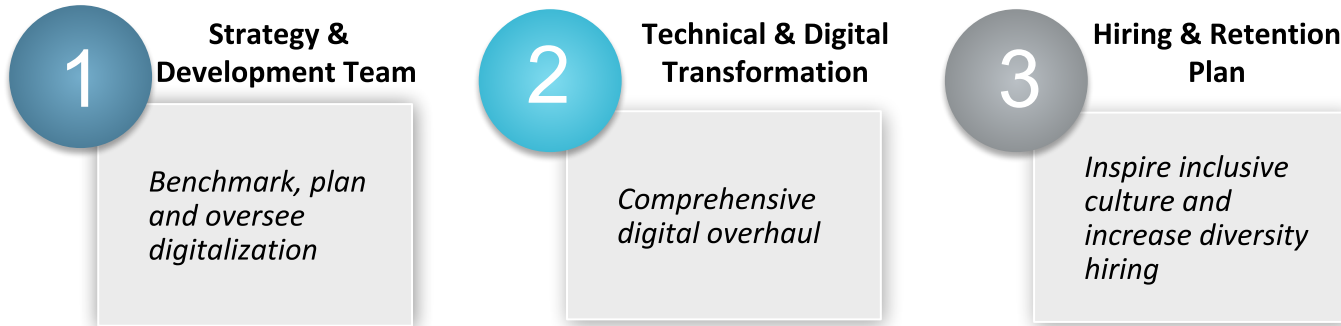 1
Strategy &
Development Team
Benchmark, plan
and oversee
digitalization
2
Technical & Digital
Transformation
Comprehensive
digital overhaul
3
Hiring & Retention
Plan
Inspire inclusive
culture and
increase diversity
hiring